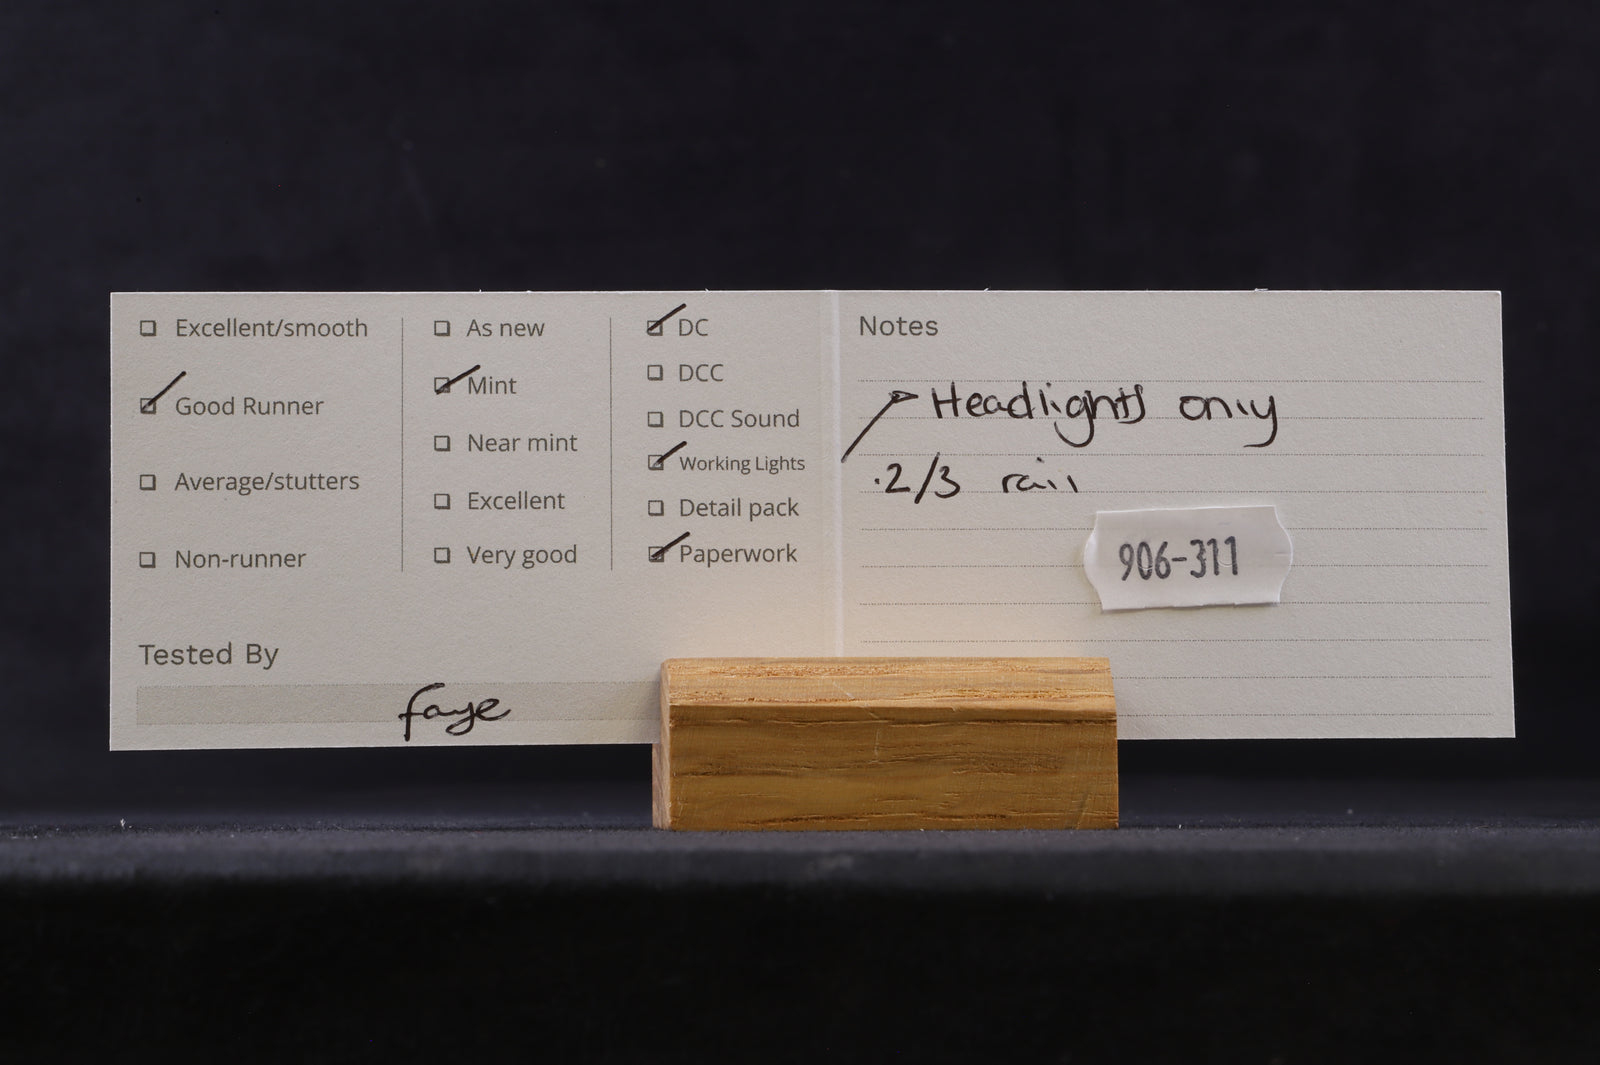 Excellent/smooth
Good Runner
Average/stutters
Non-runner
As new
Mint
Near mint
Excellent
Very good
DC
DCC
DCC Sound
Working Lights
Detail pack
Paperwork
Tested By
faye
Notes
Headlights only
.2/3 rail
906-311